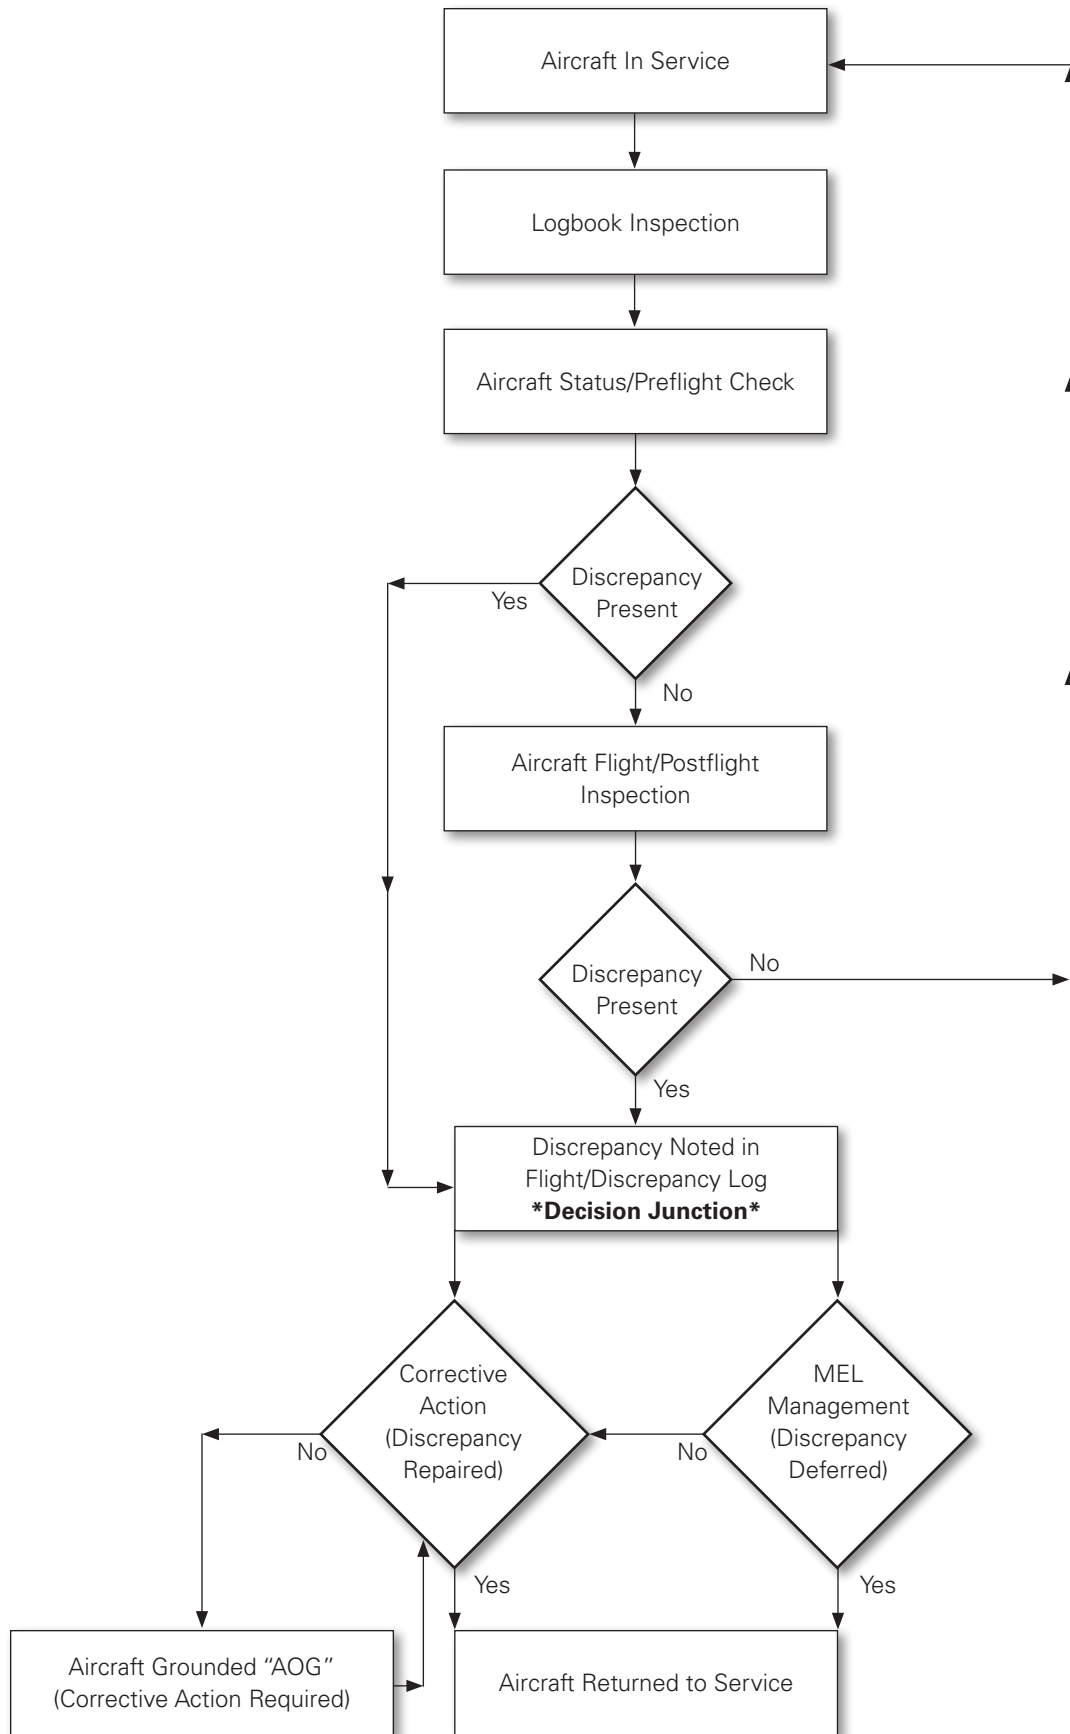 Aircraft In Service
Logbook Inspection
Aircraft Status/Preflight Check
Discrepancy
Present
Yes
No
Aircraft Flight/Postflight
Inspection
Discrepancy
Present
No
Yes
Discrepancy Noted in
Flight/Discrepancy Log
*Decision Junction*
Corrective
Action
(Discrepancy
Repaired)
MEL
Management
(Discrepancy
Deferred)
No
No
Yes
Yes
Aircraft Grounded “AOG”
(Corrective Action Required)
Aircraft Returned to Service